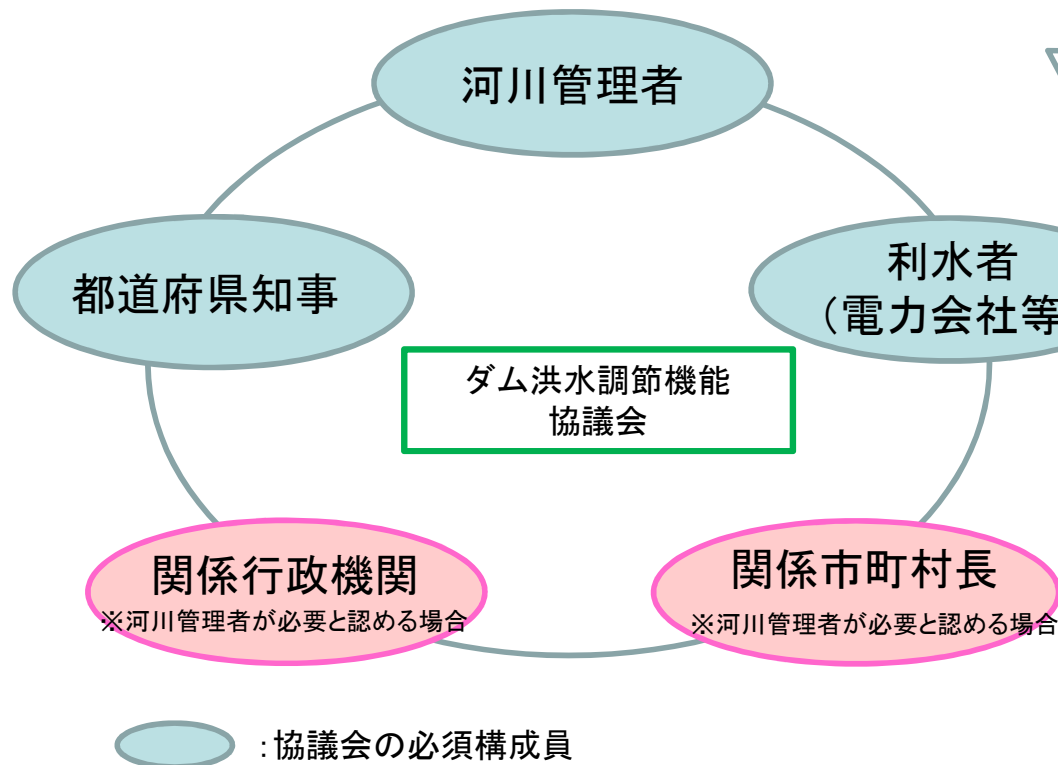 河川管理者
都道府県知事
利水者
（電力会社等
ダム洪水調節機能
協議会
関係行政機関
※河川管理者が必要と認める場合
関係市町村長
※河川管理者が必要と認める場合
：協議会の必須構成員